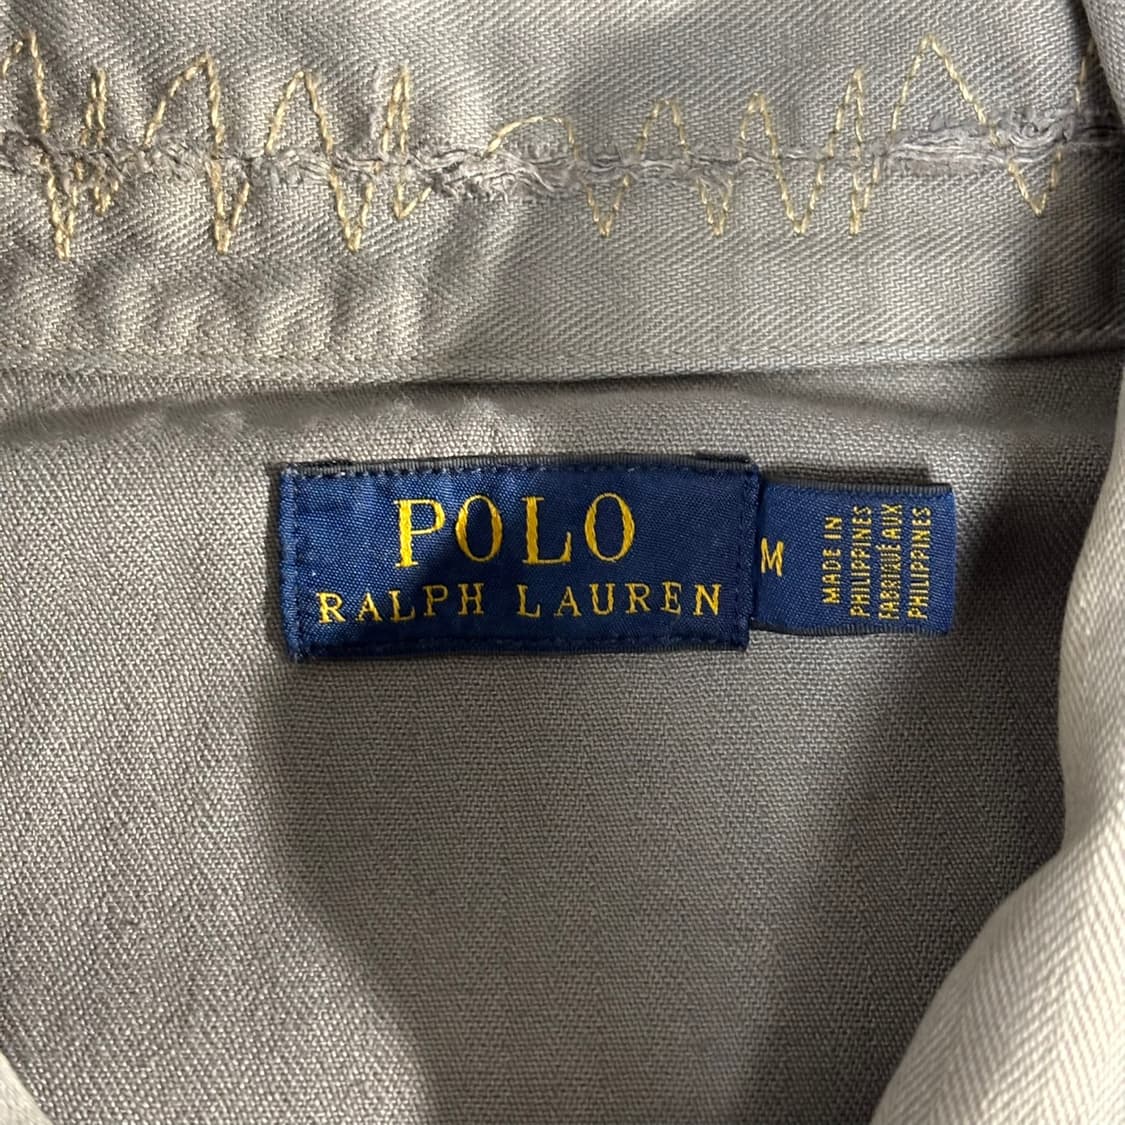 POLO
RALPH LAUREN
M
MADE IN
PHILIPPINES
FABRIQUÉ AUX
PHILIPPINES